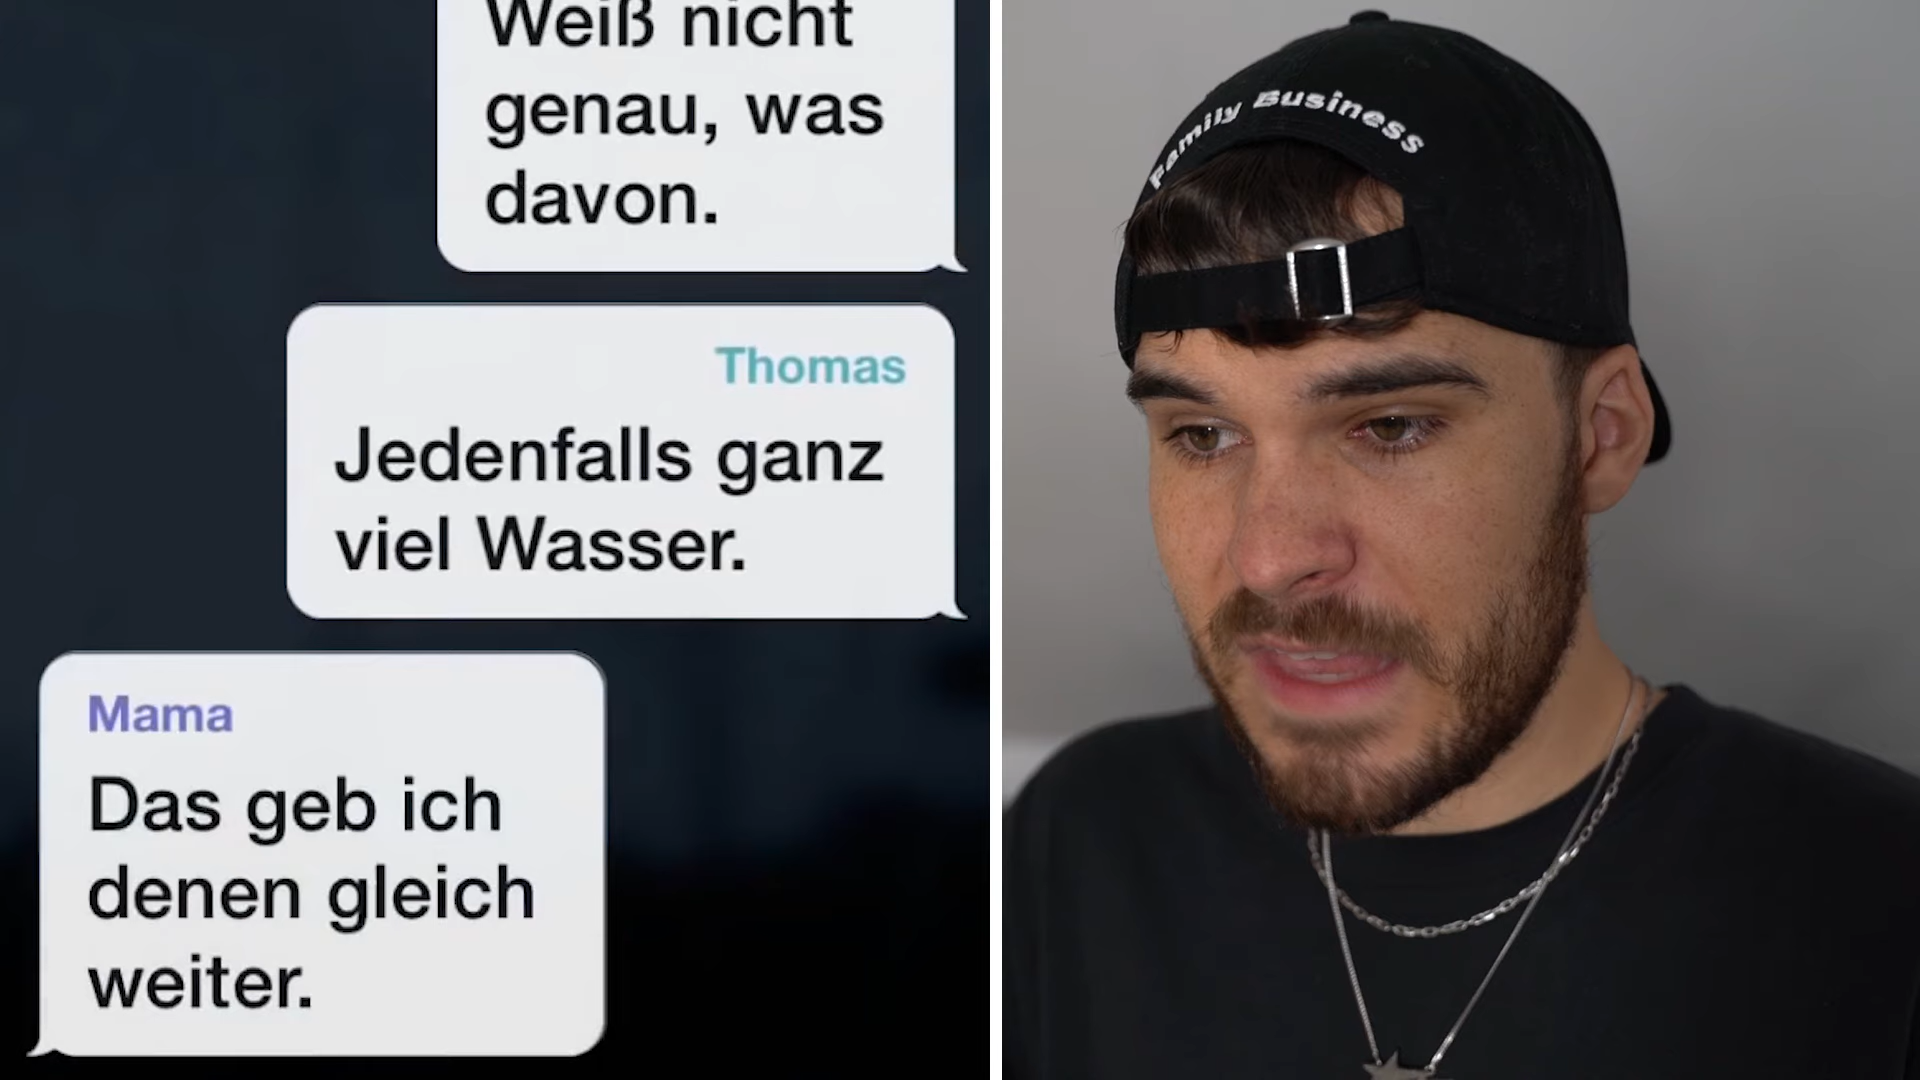 Weiß nicht
genau, was
davon.
Thomas
Jedenfalls ganz
viel Wasser.
Mama
Das geb ich
denen gleich
weiter.
Family Business